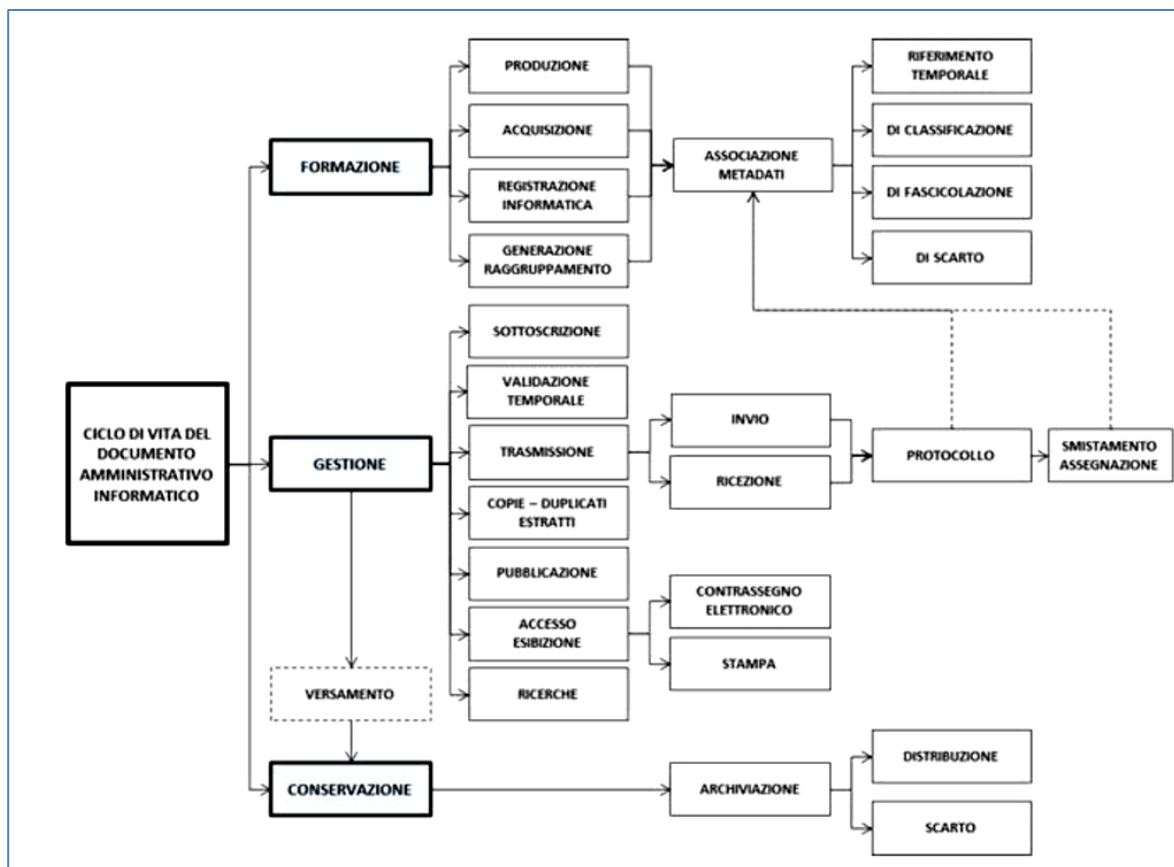 PRODUZIONE
ACQUISIZIONE
REGISTRAZIONE
INFORMATICA
GENERAZIONE
RAGGRUPPAMENTO
FORMAZIONE
ASSOCIAZIONE
METADATI
RIFERIMENTO
TEMPORALE
DI CLASSIFICAZIONE
DI FASCICOLAZIONE
DI SCARTO
CICLO DI VITA DEL
DOCUMENTO
AMMINISTRATIVO
INFORMATICO
GESTIONE
SOTTOSCRIZIONE
VALIDAZIONE
TEMPORALE
TRASMISSIONE
COPIE – DUPLICATI
ESTRATTI
PUBBLICAZIONE
ACCESSO
ESIBIZIONE
RICERCHE
INVIO
RICEZIONE
PROTOCOLLO
SMISTAMENTO
ASSEGNAZIONE
CONTRASSEGNO
ELETTRONICO
STAMPA
VERSAMENTO
CONSERVAZIONE
ARCHIVIAZIONE
DISTRIBUZIONE
SCARTO